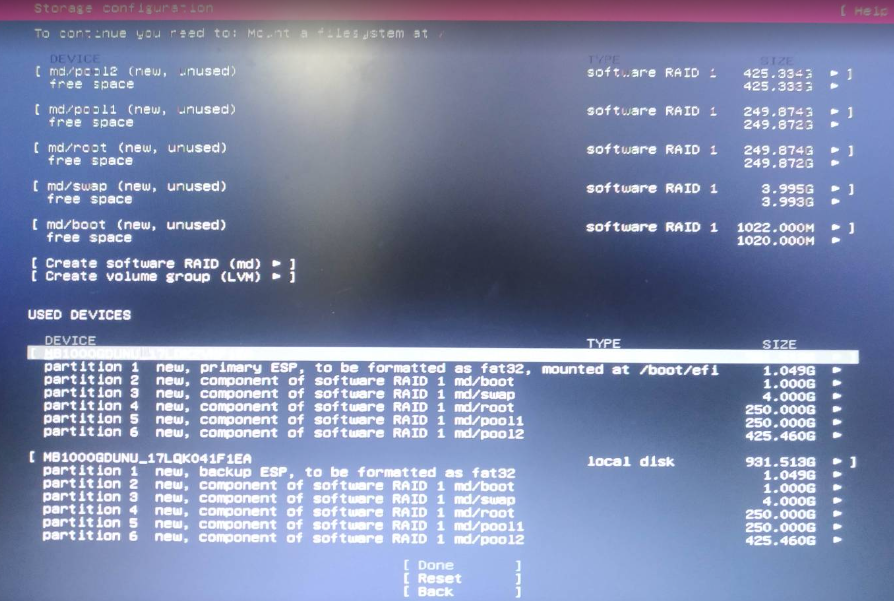 Storage configuration [ Help
To continue you need to: Mount a filesystem at /
DEVICE TYPE SIZE
[ md/pool2 (new, unused) software RAID 1 425.334G ► ]
free space 425.333G ►
[ md/pool1 (new, unused) software RAID 1 249.874G ► ]
free space 249.872G ►
[ md/root (new, unused) software RAID 1 249.874G ► ]
free space 249.872G ►
[ md/swap (new, unused) software RAID 1 3.995G ► ]
free space 3.993G ►
[ md/boot (new, unused) software RAID 1 1022.000M ► ]
free space 1020.000M ►
[ Create software RAID (md) ► ]
[ Create volume group (LVM) ► ]
USED DEVICES
DEVICE TYPE SIZE
partition 1 new, primary ESP, to be formatted as fat32, mounted at /boot/efi 1.049G ►
partition 2 new, component of software RAID 1 md/boot 1.000G ►
partition 3 new, component of software RAID 1 md/swap 4.000G ►
partition 4 new, component of software RAID 1 md/root 250.000G ►
partition 5 new, component of software RAID 1 md/pool1 250.000G ►
partition 6 new, component of software RAID 1 md/pool2 425.460G ►
[ MB1000GDUNU_17LQK041F1EA local disk 931.513G ► ]
partition 1 new, backup ESP, to be formatted as fat32 1.049G ►
partition 2 new, component of software RAID 1 md/boot 1.000G ►
partition 3 new, component of software RAID 1 md/swap 4.000G ►
partition 4 new, component of software RAID 1 md/root 250.000G ►
partition 5 new, component of software RAID 1 md/pool1 250.000G ►
partition 6 new, component of software RAID 1 md/pool2 425.460G ►
[ Done ]
[ Reset ]
[ Back ]